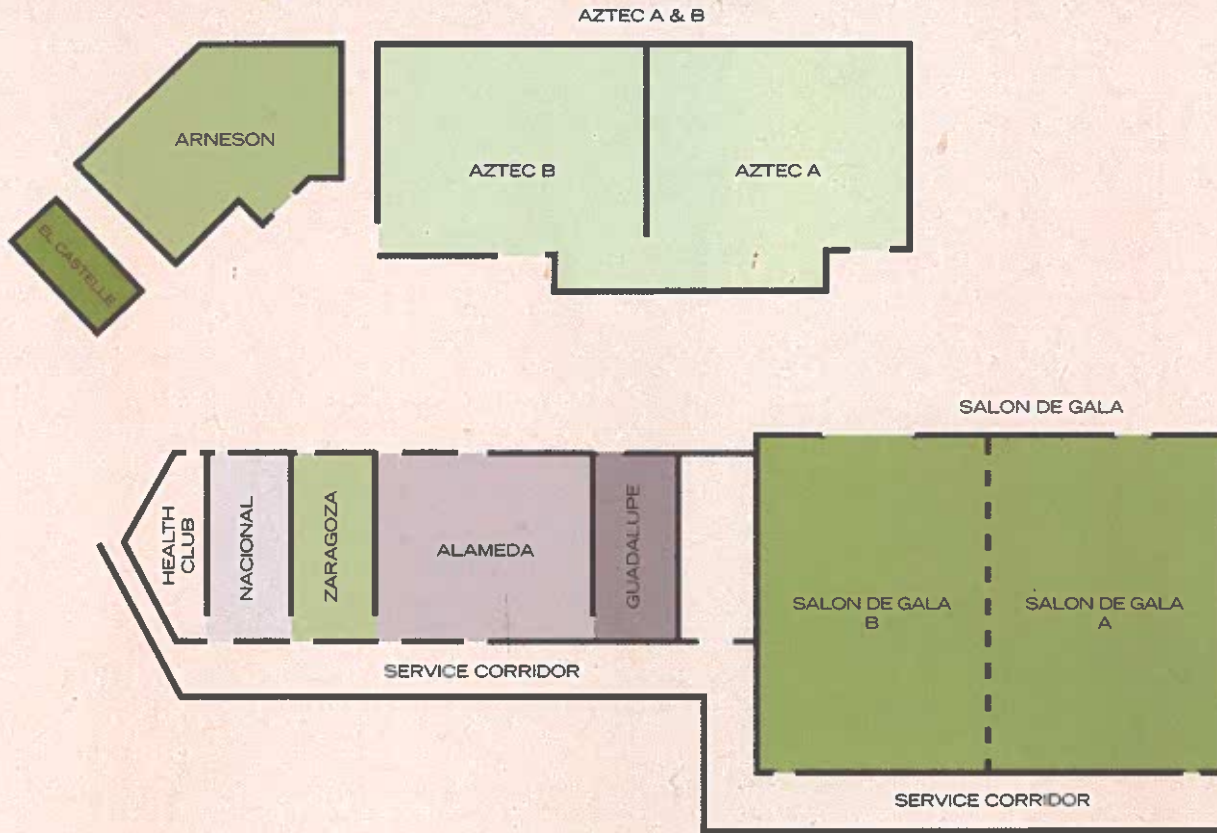 AZTEC A & B
ARNESON
AZTEC B
AZTEC A
EL CASTELLE
SALON DE GALA
HEALTH
CLUB
NACIONAL
ZARAGOZA
ALAMEDA
GUADALUPE
SALON DE GALA
B
SALON DE GALA
A
SERVICE CORRIDOR
SERVICE CORRIDOR